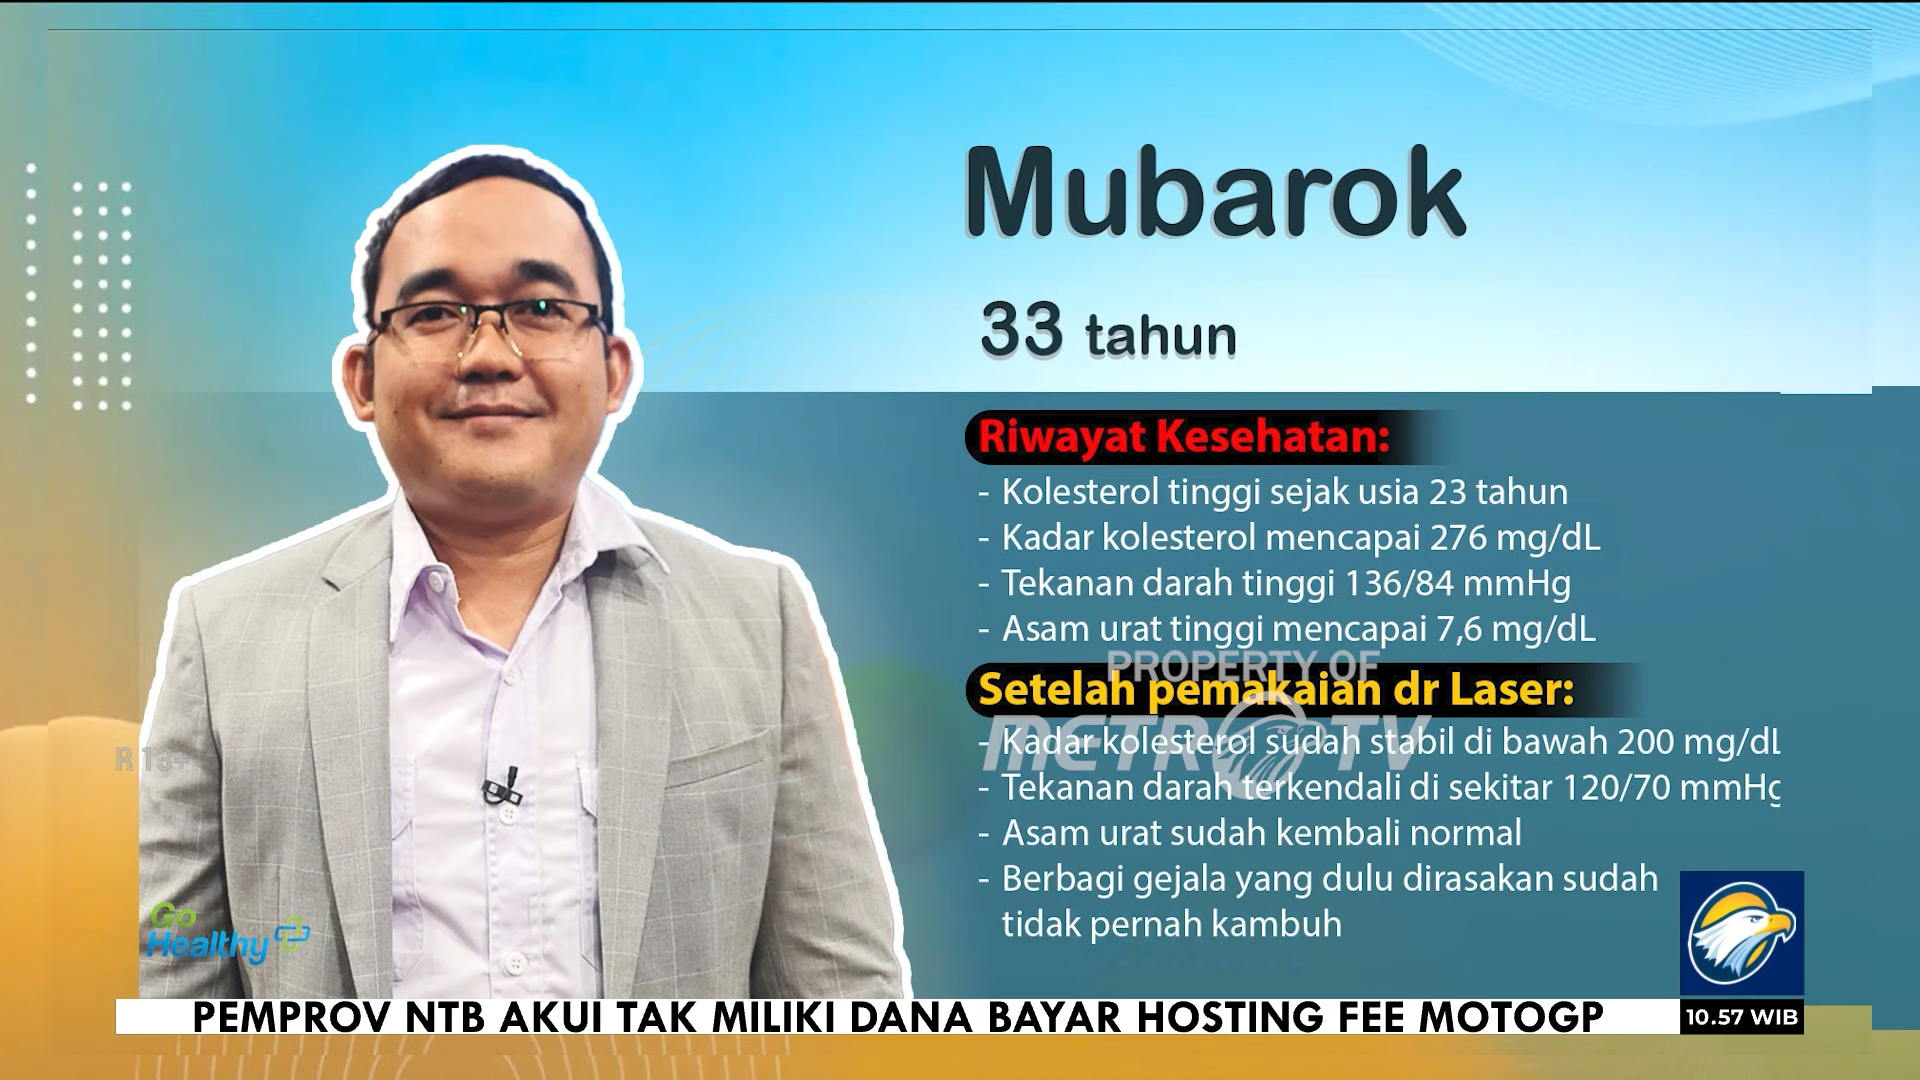 Mubarok
33 tahun
Riwayat Kesehatan:
- Kolesterol tinggi sejak usia 23 tahun
- Kadar kolesterol mencapai 276 mg/dL
- Tekanan darah tinggi 136/84 mmHg
- Asam urat tinggi mencapai 7,6 mg/dL
PROPERTY OF
METRO TV
Setelah pemakaian dr Laser:
- Kadar kolesterol sudah stabil di bawah 200 mg/dL
- Tekanan darah terkendali di sekitar 120/70 mmHg
- Asam urat sudah kembali normal
- Berbagi gejala yang dulu dirasakan sudah
tidak pernah kambuh
R 13+
Go
Healthy
PEMPROV NTB AKUI TAK MILIKI DANA BAYAR HOSTING FEE MOTOGP
10.57 WIB